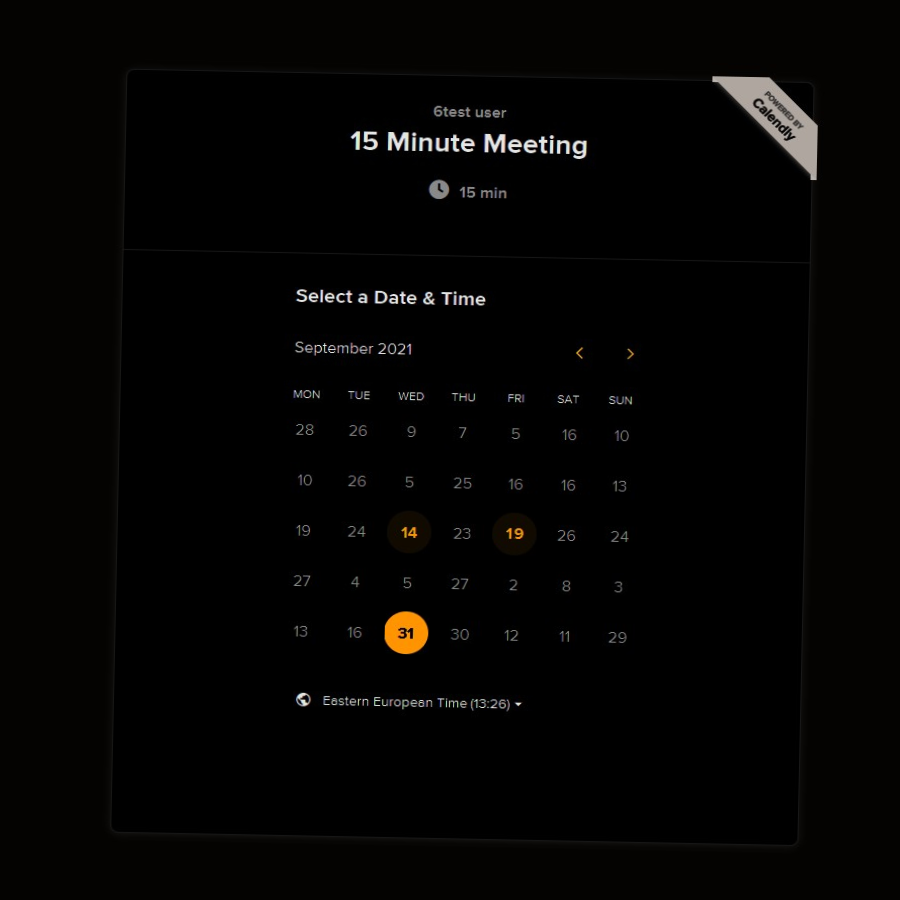 POWERED BY
Calendly
6test user
15 Minute Meeting
15 min
Select a Date & Time
September 2021
MON TUE WED THU FRI SAT SUN
28 26 9 7 5 16 10
10 26 5 25 16 16 13
19 24 14 23 19 26 24
27 4 5 27 2 8 3
13 16 31 30 12 11 29
Eastern European Time (13:26)